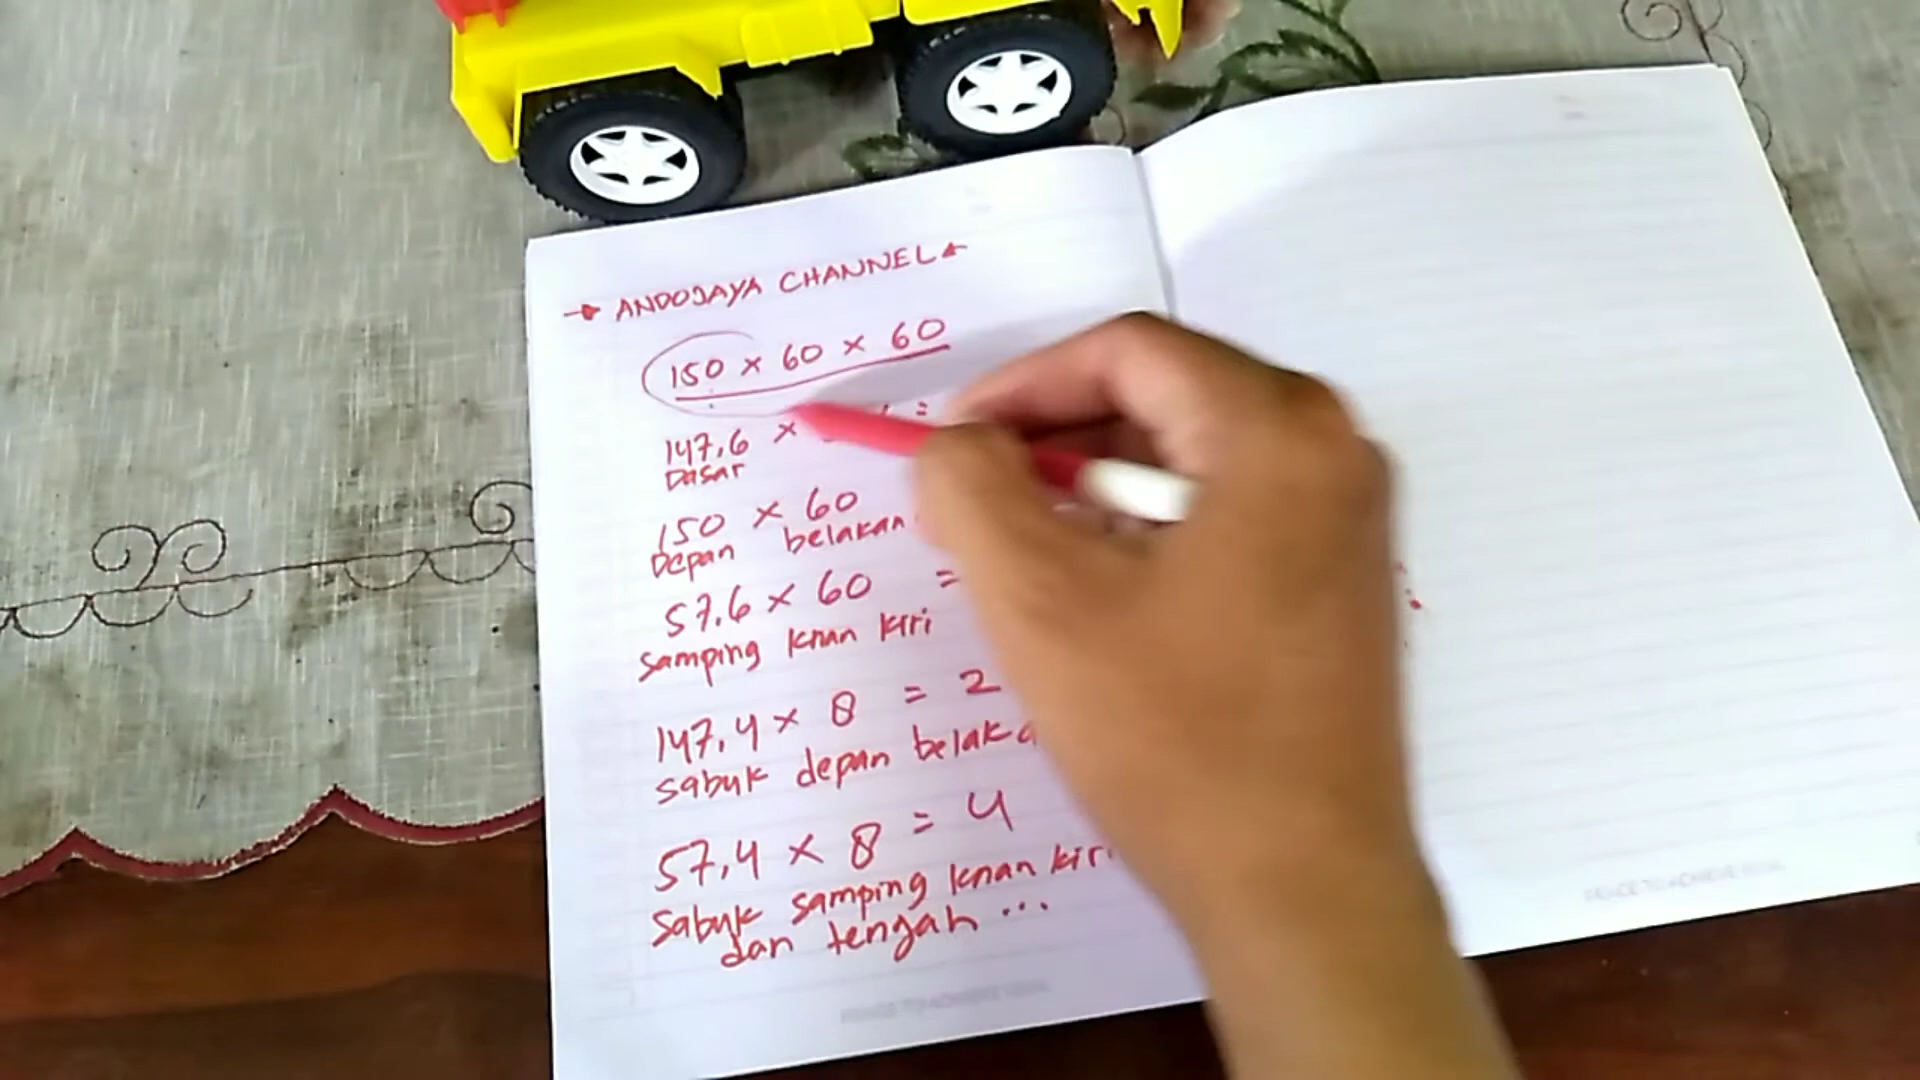 → ANDOJAYA CHANNEL ←
150 × 60 × 60
147,6 × =
Dasar
150 × 60
Depan belakan
57.6 × 60 =
samping knan kiri
147,4 × 8 = 2
sabuk depan belaka
57,4 × 8 = 4
sabuk samping knan kiri
dan tengah ...